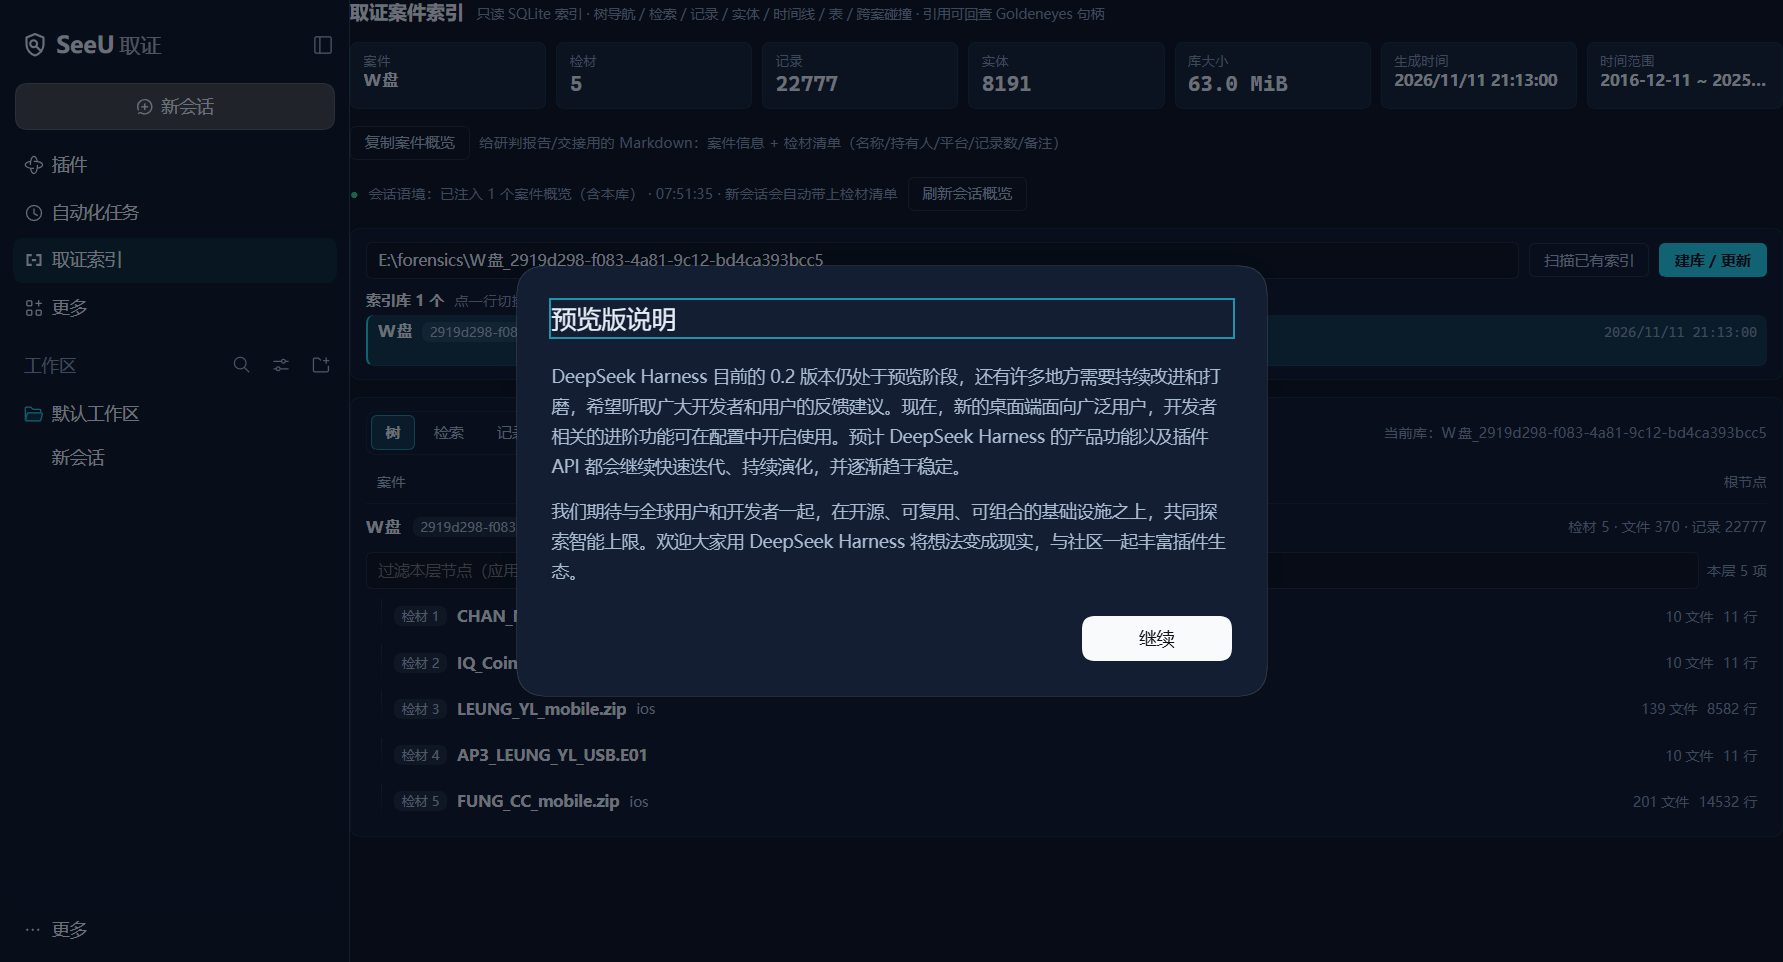 SeeU 取证
新会话
插件
自动化任务
取证索引
更多
工作区
默认工作区
新会话
更多
取证案件索引 只读 SQLite 索引 · 树导航 / 检索 / 记录 / 实体 / 时间线 / 表 / 跨案碰撞 · 引用可回查 Goldeneyes 句柄
案件
W盘
检材
5
记录
22777
实体
8191
库大小
63.0 MiB
生成时间
2026/11/11 21:13:00
时间范围
2016-12-11 ~ 2025...
复制案件概览 给研判报告/交接用的 Markdown：案件信息 + 检材清单（名称/持有人/平台/记录数/备注）
会话语境：已注入 1 个案件概览（含本库） · 07:51:35 · 新会话会自动带上检材清单 刷新会话概览
E:\forensics\W盘_2919d298-f083-4a81-9c12-bd4ca393bcc5 扫描已有索引 建库 / 更新
索引库 1 个 点一行切
W盘 2919d298-f08 2026/11/11 21:13:00
树 检索 当前库：W盘_2919d298-f083-4a81-9c12-bd4ca393bcc5
案件 根节点
W盘 2919d298-f083 检材 5 · 文件 370 · 记录 22777
过滤本层节点（应用 本层 5 项
检材 1 CHAN_ 10 文件 11 行
检材 2 IQ_Coin 10 文件 11 行
检材 3 LEUNG_YL_mobile.zip ios 139 文件 8582 行
检材 4 AP3_LEUNG_YL_USB.E01 10 文件 11 行
检材 5 FUNG_CC_mobile.zip ios 201 文件 14532 行
预览版说明
DeepSeek Harness 目前的 0.2 版本仍处于预览阶段，还有许多地方需要持续改进和打
磨，希望听取广大开发者和用户的反馈建议。现在，新的桌面端面向广泛用户，开发者
相关的进阶功能可在配置中开启使用。预计 DeepSeek Harness 的产品功能以及插件
API 都会继续快速迭代、持续演化，并逐渐趋于稳定。
我们期待与全球用户和开发者一起，在开源、可复用、可组合的基础设施之上，共同探
索智能上限。欢迎大家用 DeepSeek Harness 将想法变成现实，与社区一起丰富插件生
态。
继续